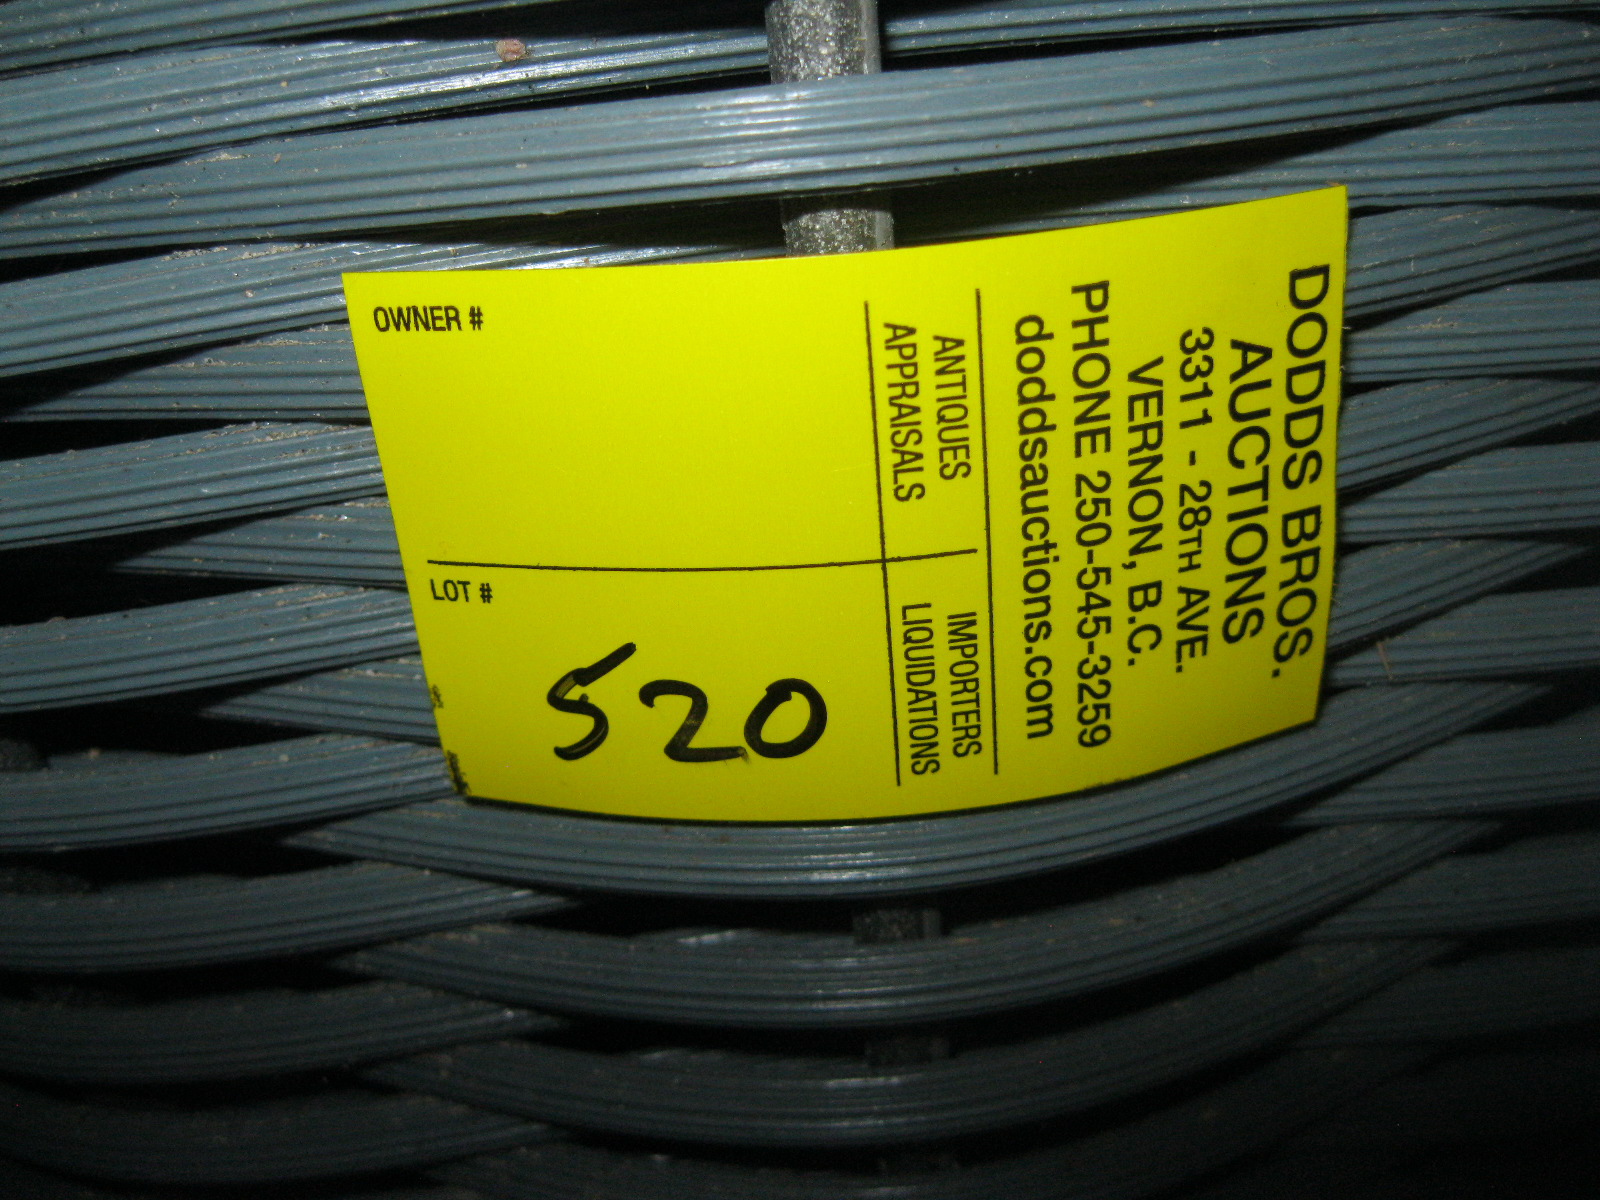 DODDS BROS.
AUCTIONS
3311 - 28TH AVE.
VERNON, B.C.
PHONE 250-545-3259
doddsauctions.com
ANTIQUES
APPRAISALS
IMPORTERS
LIQUIDATIONS
OWNER #
LOT #
520